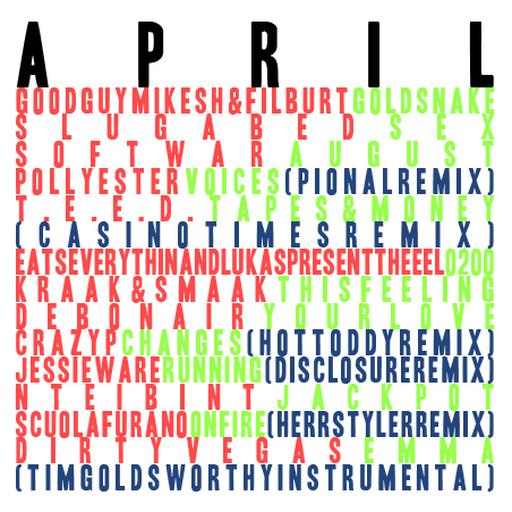 APRIL
GOODGUYMIKESH&FILBURTGOLDSNAKE
SLUGABEDSEX
SOFTWARAUGUST
POLLYESTERVOICES(PIONALREMIX)
T.E.E.D.TAPES&MONEY
(CASINOTIMESREMIX)
EATSEVERYTHINANDLUKASPRESENTTHEEEL0200
KRAAK&SMAAKTHISFEELING
DEBONAIRYOURLOVE
CRAZYPCHANGES(HOTTODDYREMIX)
JESSIEWARERUNNING(DISCLOSUREREMIX)
NTEIBINTJACKPOT
SCUOLAFURANOONFIRE(HERRSTYLERREMIX)
DIRTYVEGASEMMA
(TIMGOLDSWORTHYINSTRUMENTAL)